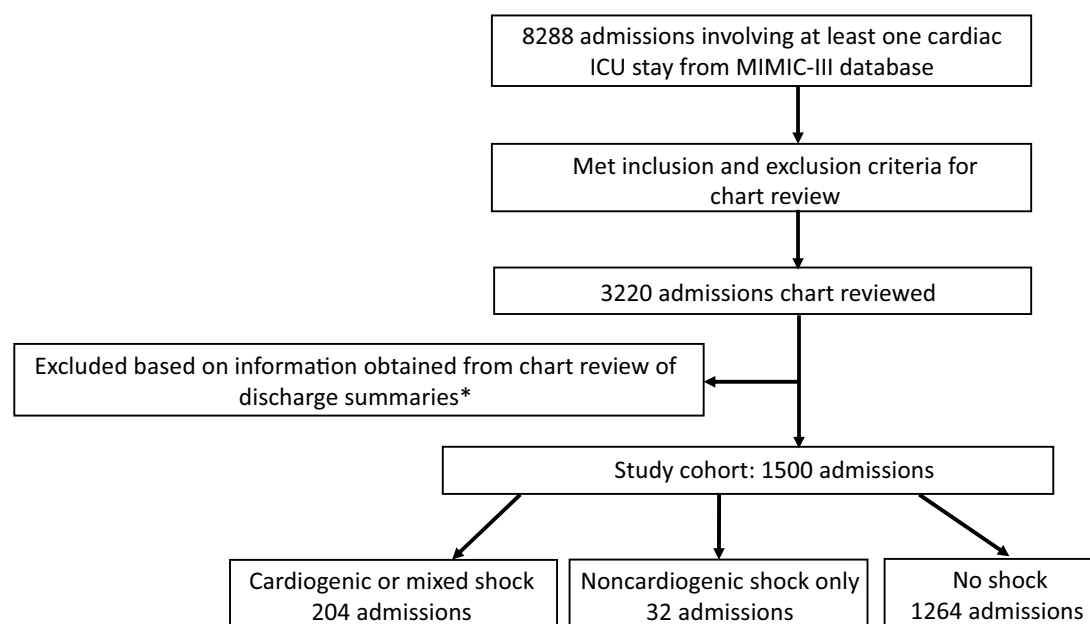 8288 admissions involving at least one cardiac
ICU stay from MIMIC-III database
Met inclusion and exclusion criteria for
chart review
3220 admissions chart reviewed
Excluded based on information obtained from chart review of
discharge summaries*
Study cohort: 1500 admissions
Cardiogenic or mixed shock
204 admissions
Noncardiogenic shock only
32 admissions
No shock
1264 admissions